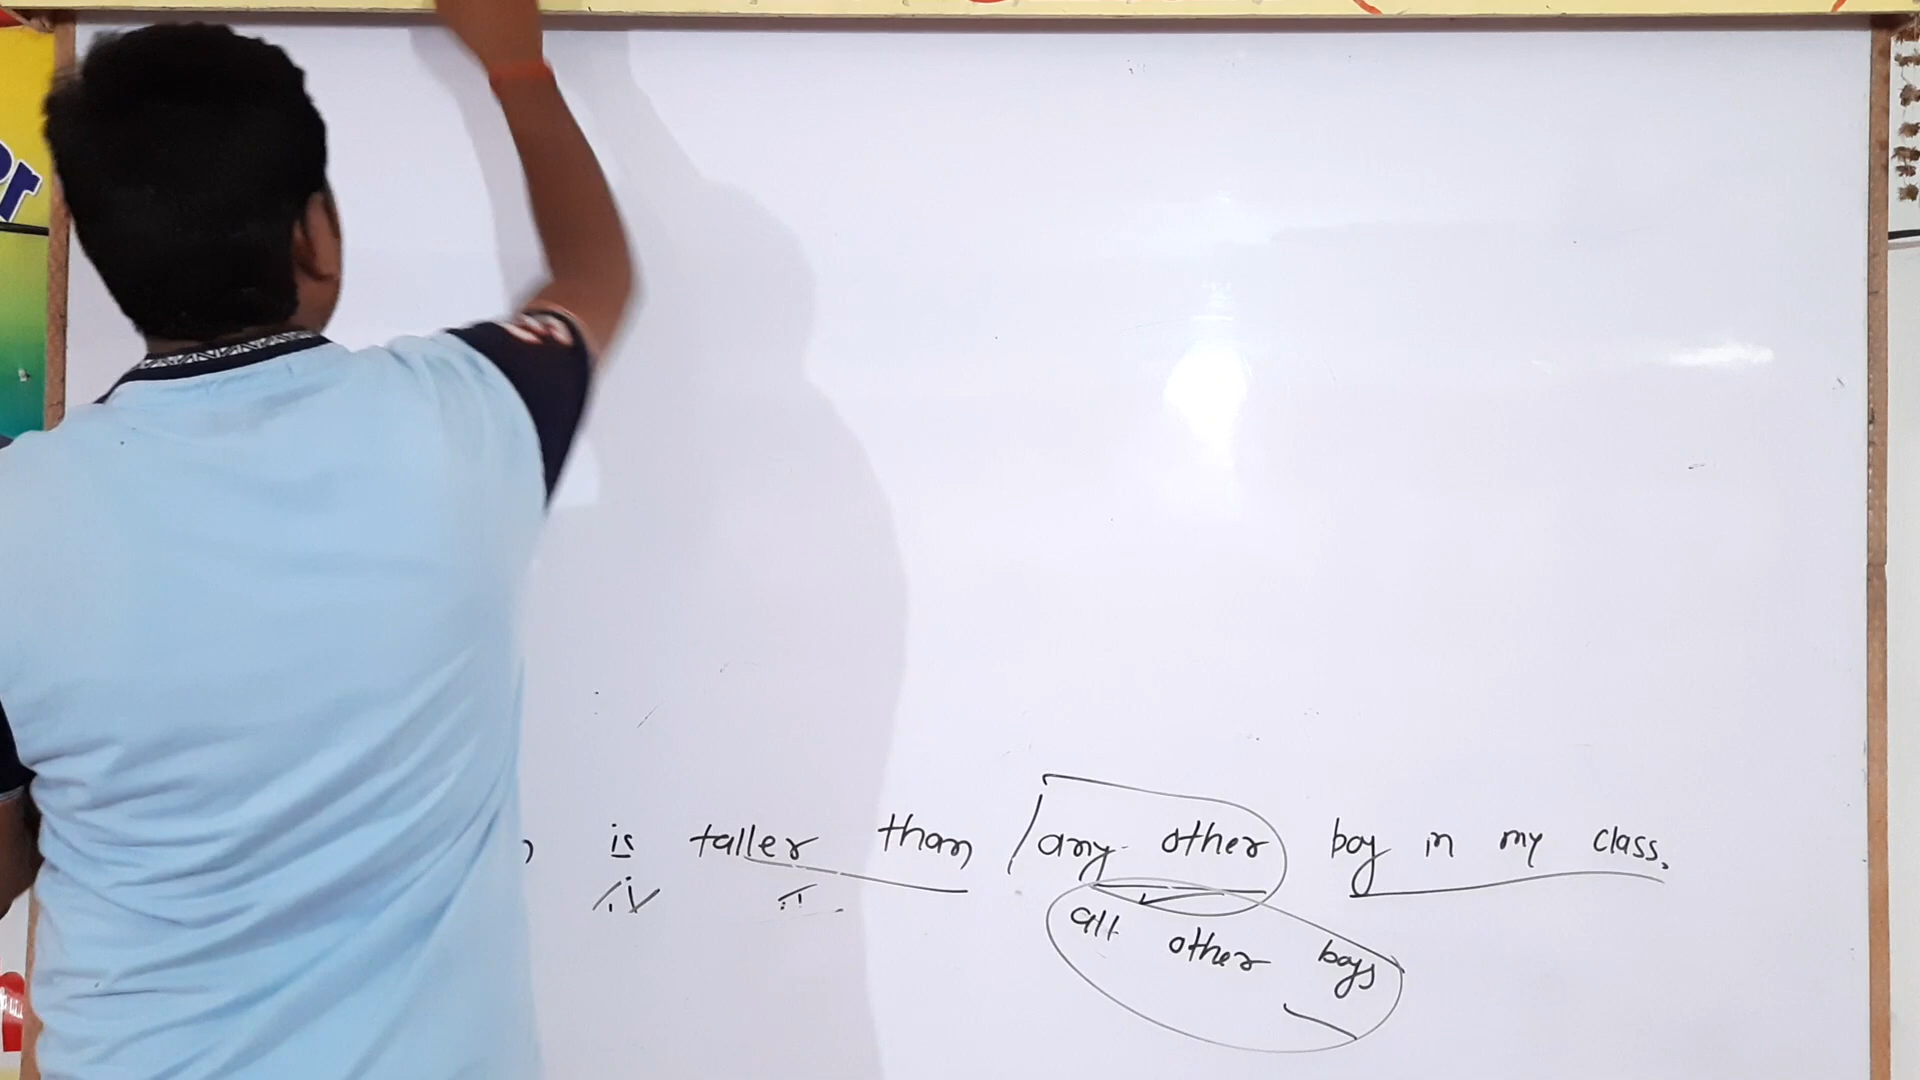 is taller than any other boy in my class.
all other boys